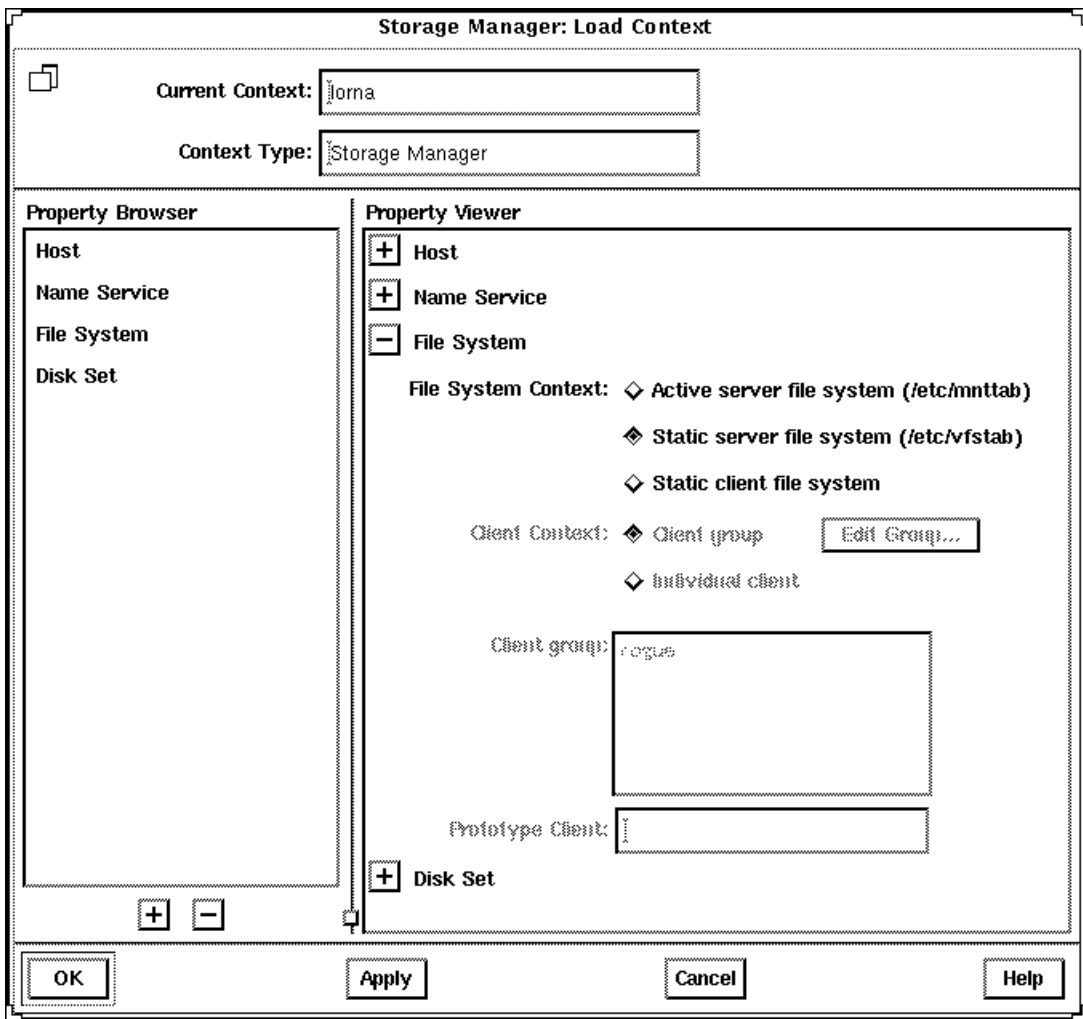 Storage Manager: Load Context
Current Context: lorna
Context Type: Storage Manager
Property Browser
Host
Name Service
File System
Disk Set
Property Viewer
Host
Name Service
File System
File System Context: Active server file system (/etc/mnttab)
Static server file system (/etc/vfstab)
Static client file system
Client Context: Client group Edit Group...
Individual client
Client group: rogue
Prototype Client:
Disk Set
OK Apply Cancel Help